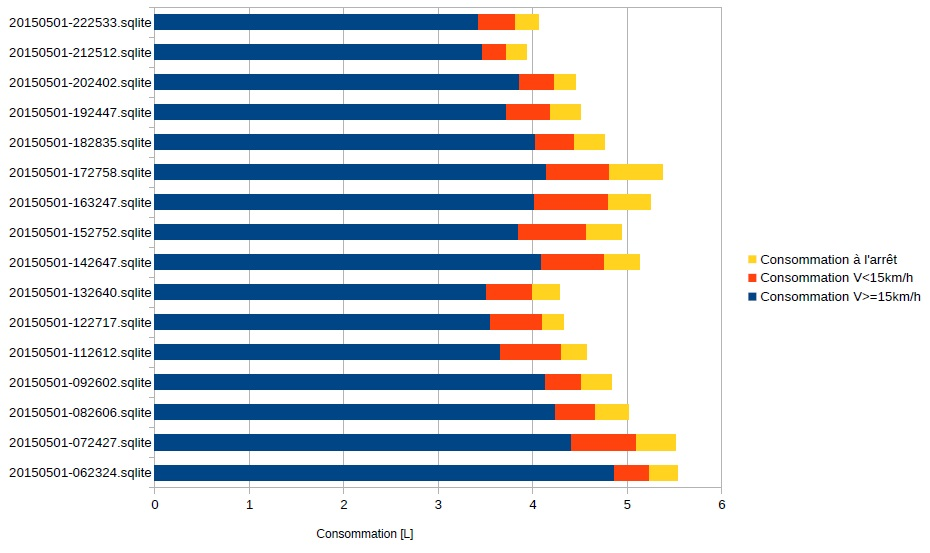 20150501-222533.sqlite
20150501-212512.sqlite
20150501-202402.sqlite
20150501-192447.sqlite
20150501-182835.sqlite
20150501-172758.sqlite
20150501-163247.sqlite
20150501-152752.sqlite
20150501-142647.sqlite
20150501-132640.sqlite
20150501-122717.sqlite
20150501-112612.sqlite
20150501-092602.sqlite
20150501-082606.sqlite
20150501-072427.sqlite
20150501-062324.sqlite
0 1 2 3 4 5 6
Consommation [L]
Consommation à l'arrêt
Consommation V<15km/h
Consommation V>=15km/h